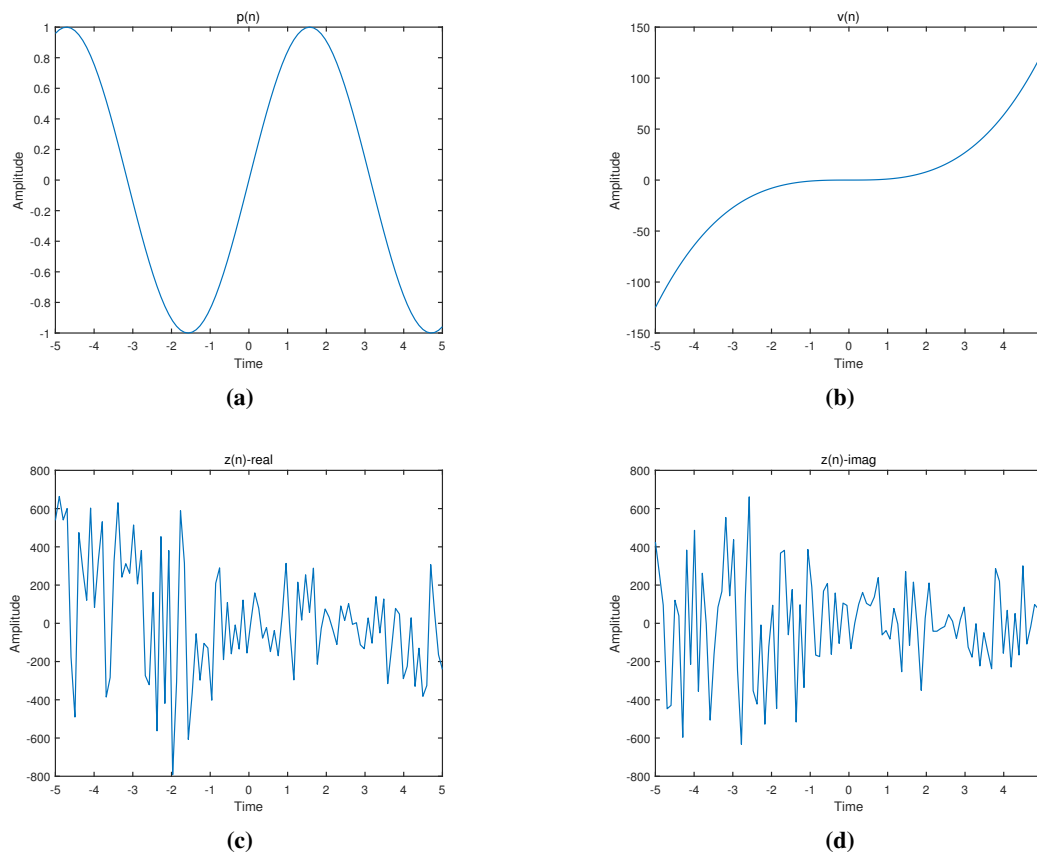 p(n)
1
0.8
0.6
0.4
0.2
0
-0.2
-0.4
-0.6
-0.8
-1
Amplitude
-5 -4 -3 -2 -1 0 1 2 3 4 5
Time
(a)
v(n)
150
100
50
0
-50
-100
-150
Amplitude
-5 -4 -3 -2 -1 0 1 2 3 4
Time
(b)
z(n)-real
800
600
400
200
0
-200
-400
-600
-800
Amplitude
-5 -4 -3 -2 -1 0 1 2 3 4 5
Time
(c)
z(n)-imag
800
600
400
200
0
-200
-400
-600
-800
Amplitude
-5 -4 -3 -2 -1 0 1 2 3 4
Time
(d)